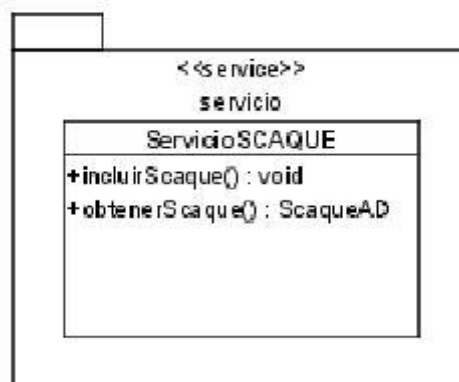 <<service>>
servicio
ServicioSCAQUE
+incluirScaque() : void
+obtenerScaque() : ScaqueAD